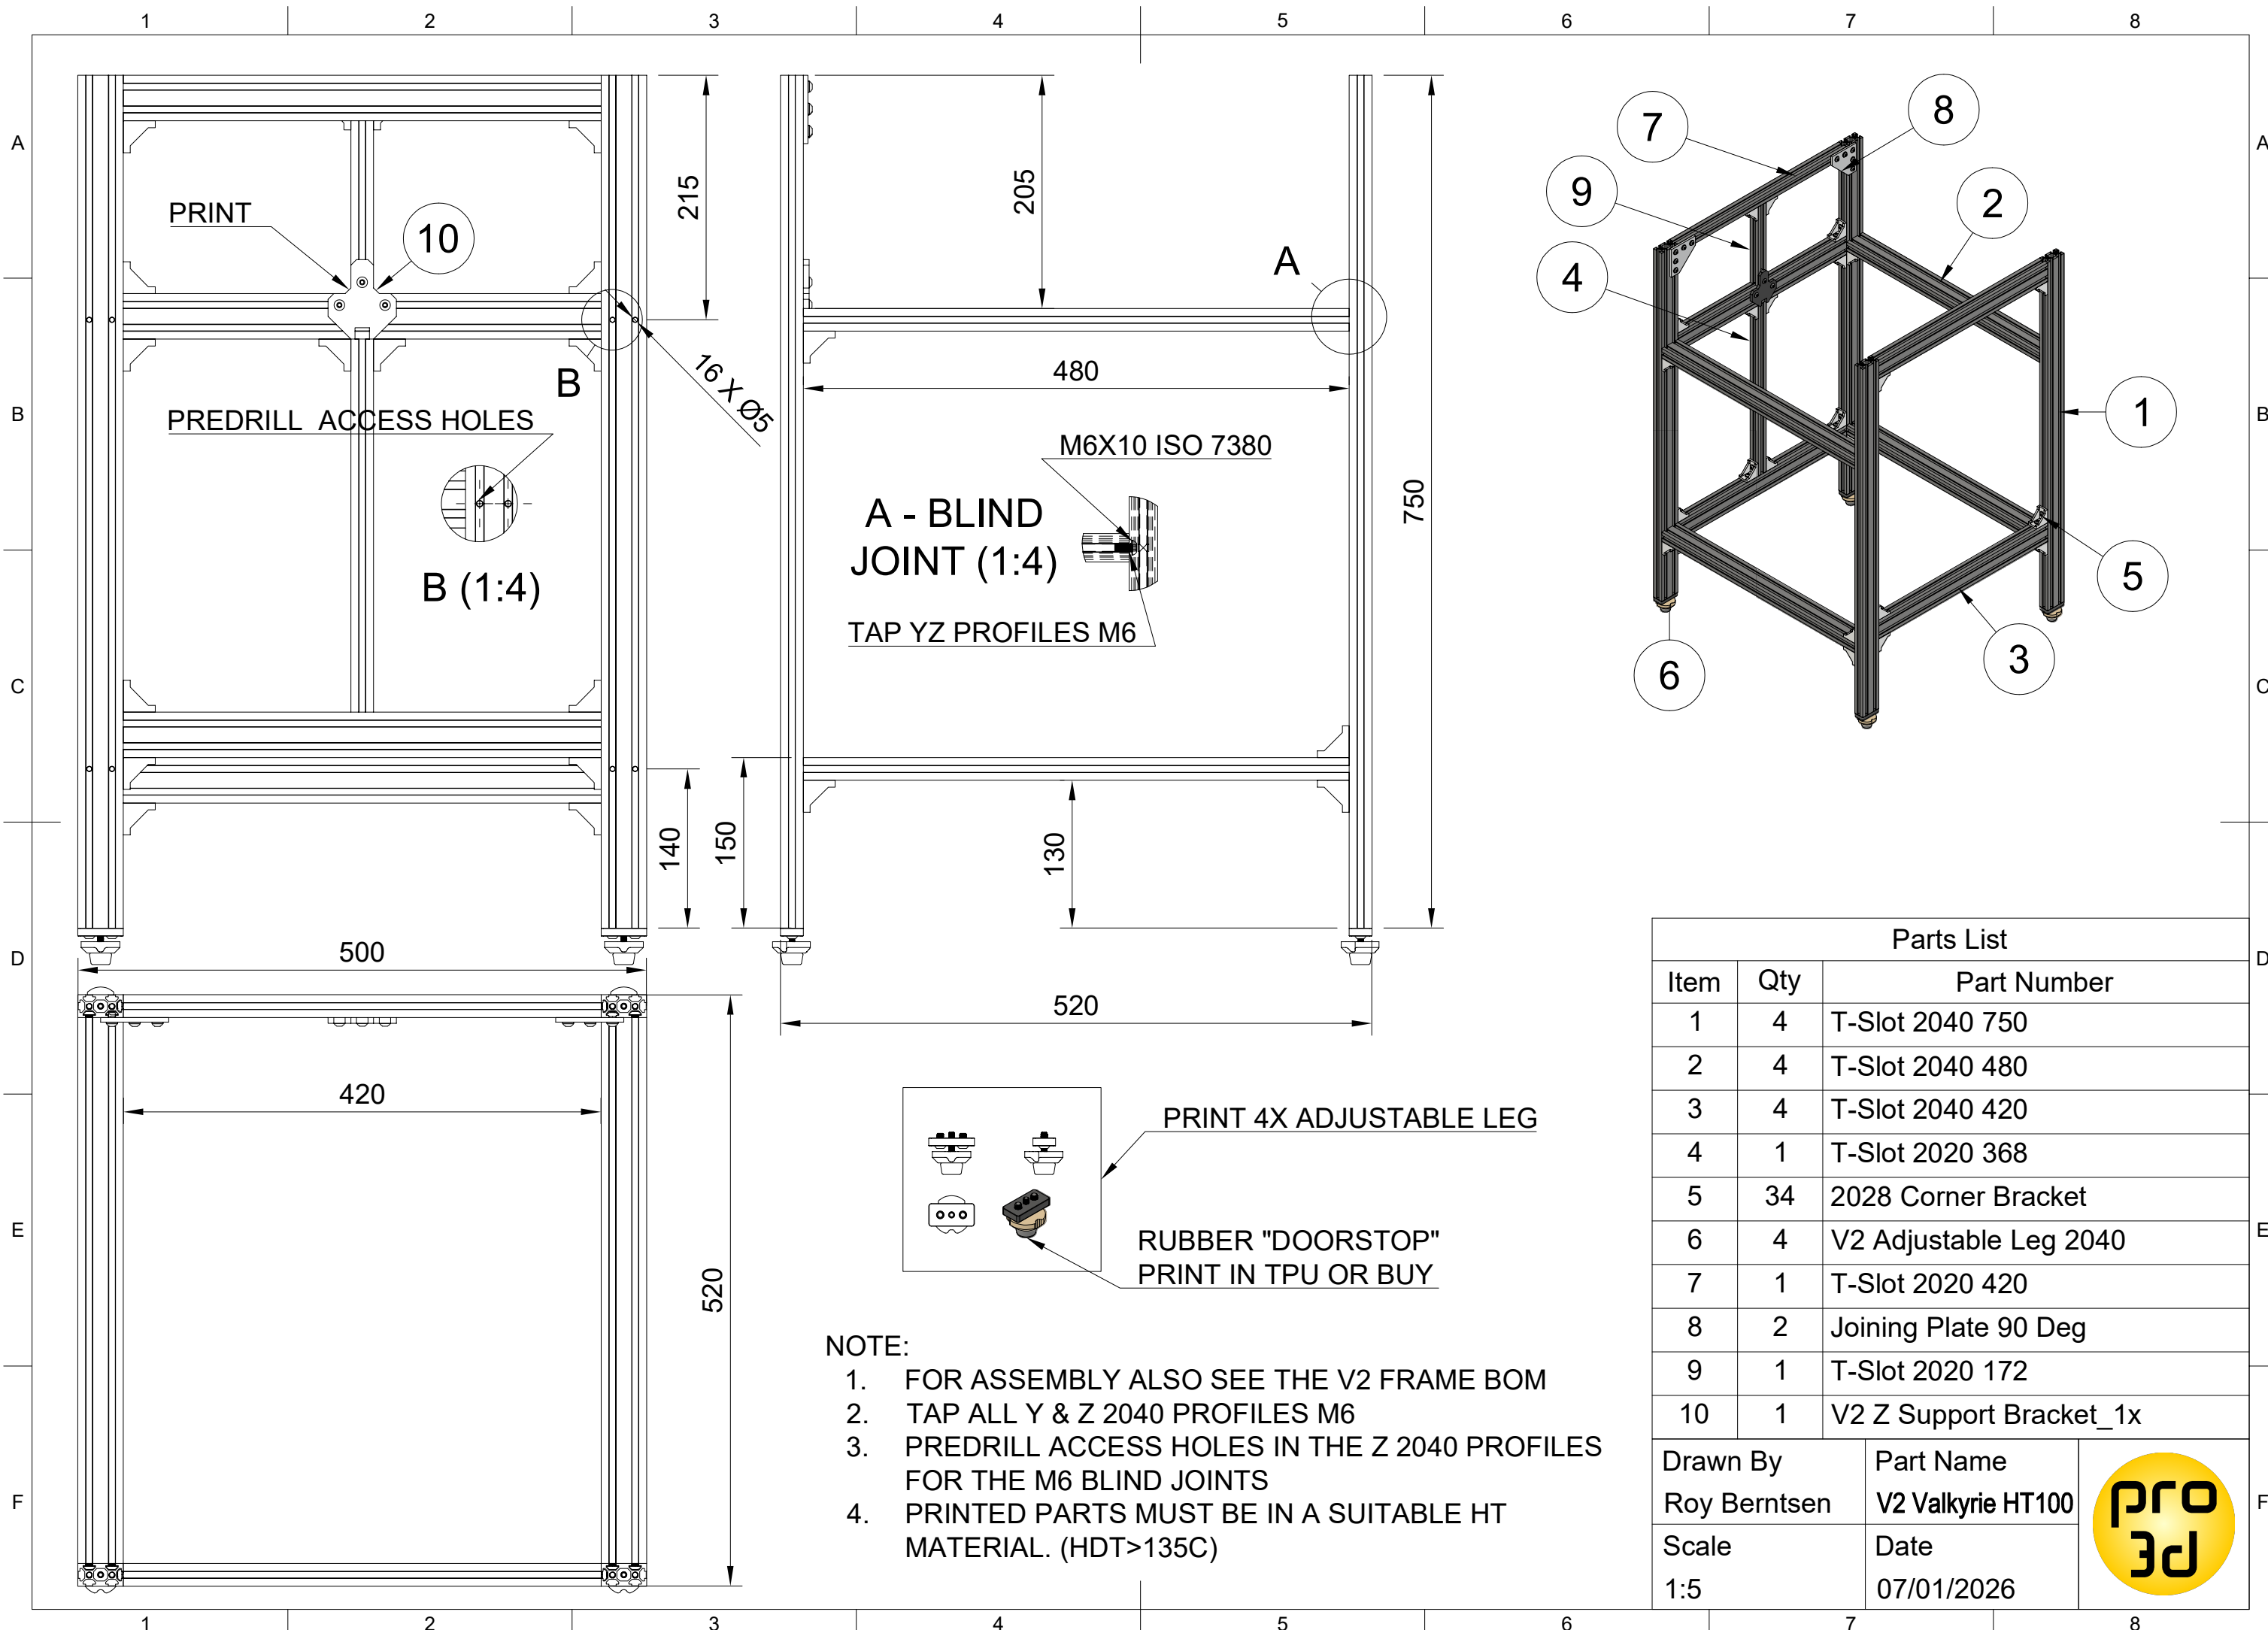 1 2 3 4 5 6 7 8
A A
B B
C C
D D
E E
F F
PRINT
10
215
B
16 X Ø5
PREDRILL ACCESS HOLES
B (1:4)
140
150
500
205
A
480
M6X10 ISO 7380
A - BLIND
JOINT (1:4)
TAP YZ PROFILES M6
750
130
520
7
8
9
2
4
1
5
3
6
420
520
PRINT 4X ADJUSTABLE LEG
RUBBER "DOORSTOP"
PRINT IN TPU OR BUY
NOTE:
1. FOR ASSEMBLY ALSO SEE THE V2 FRAME BOM
2. TAP ALL Y & Z 2040 PROFILES M6
3. PREDRILL ACCESS HOLES IN THE Z 2040 PROFILES
FOR THE M6 BLIND JOINTS
4. PRINTED PARTS MUST BE IN A SUITABLE HT
MATERIAL. (HDT>135C)
Parts List
Item Qty Part Number
1 4 T-Slot 2040 750
2 4 T-Slot 2040 480
3 4 T-Slot 2040 420
4 1 T-Slot 2020 368
5 34 2028 Corner Bracket
6 4 V2 Adjustable Leg 2040
7 1 T-Slot 2020 420
8 2 Joining Plate 90 Deg
9 1 T-Slot 2020 172
10 1 V2 Z Support Bracket_1x
Drawn By
Roy Berntsen
Part Name
V2 Valkyrie HT100
Scale
1:5
Date
07/01/2026
pro
3d
1 2 3 4 5 6 7 8